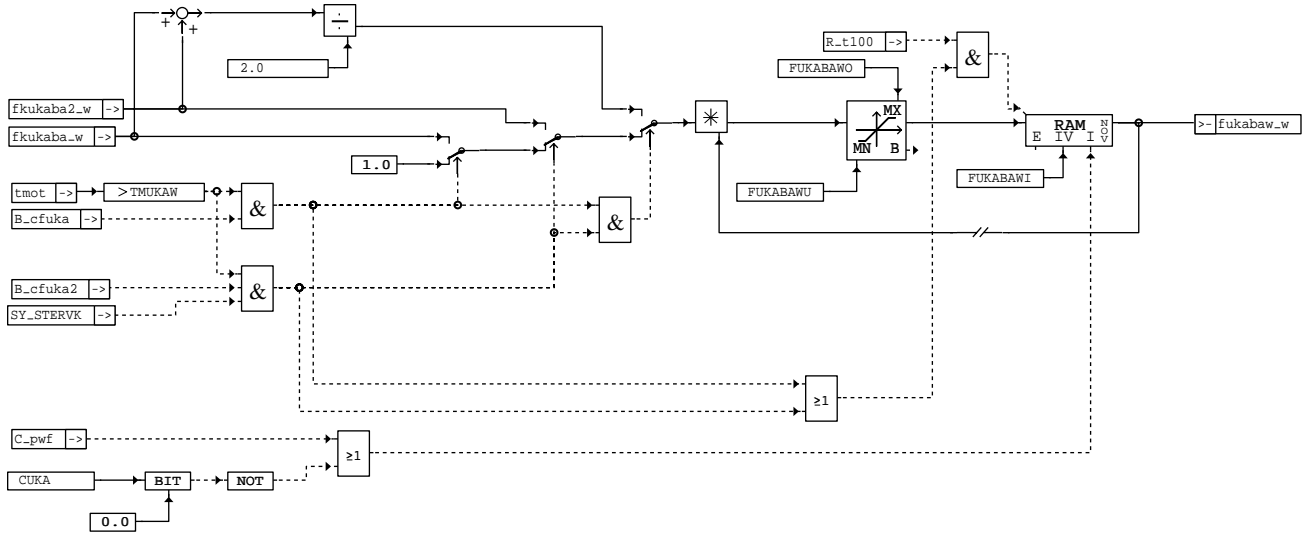 + +
÷
2.0
R_t100 ->
&
FUKABAWO
fkukaba2_w ->
fkukaba_w ->
1.0
*
MX
MN B
RAM
E IV I NOV
>- fukabaw_w
FUKABAWI
FUKABAWU
tmot -> >TMUKAW
B_cfuka ->
&
&
B_cfuka2 ->
SY_STERVK ->
&
≥1
C_pwf ->
≥1
CUKA BIT NOT
0.0